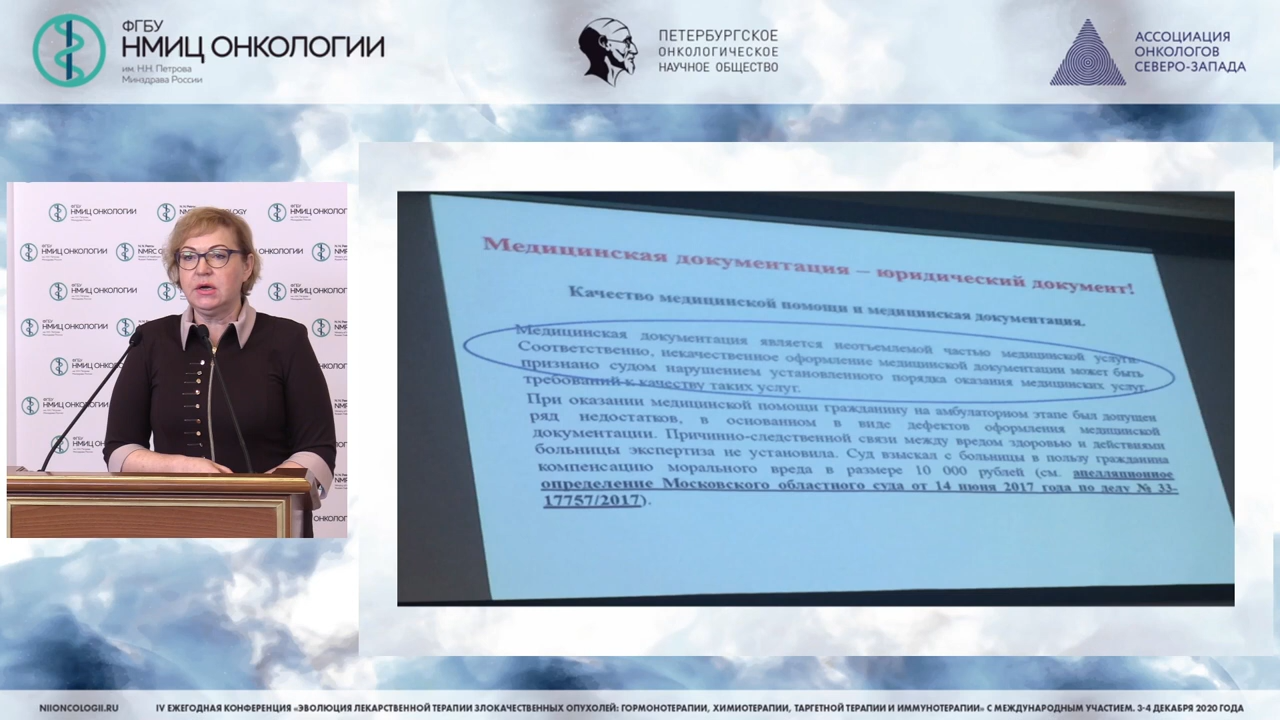 ФГБУ
НМИЦ ОНКОЛОГИИ
им. Н.Н. Петрова
Минздрава России
ПЕТЕРБУРГСКОЕ
ОНКОЛОГИЧЕСКОЕ
НАУЧНОЕ ОБЩЕСТВО
АССОЦИАЦИЯ
ОНКОЛОГОВ
СЕВЕРО-ЗАПАДА
ФГБУ
НМИЦ ОНКОЛОГИИ
Медицинская документация – юридический документ!
Качество медицинской помощи и медицинская документация.
Медицинская документация является неотъемлемой частью медицинской услуги.
Соответственно, некачественное оформление медицинской документации может быть
признано судом нарушением установленного порядка оказания медицинских услуг,
требований к качеству таких услуг.
При оказании медицинской помощи гражданину на амбулаторном этапе был допущен
ряд недостатков, в основанном в виде дефектов оформления медицинской
документации. Причинно-следственной связи между вредом здоровью и действиями
больницы экспертиза не установила. Суд взыскал с больницы в пользу гражданина
компенсацию морального вреда в размере 10 000 рублей (см. апелляционное
определение Московского областного суда от 14 июня 2017 года по делу № 33-
17757/2017).
NIIONCOLOGII.RU
IV ЕЖЕГОДНАЯ КОНФЕРЕНЦИЯ «ЭВОЛЮЦИЯ ЛЕКАРСТВЕННОЙ ТЕРАПИИ ЗЛОКАЧЕСТВЕННЫХ ОПУХОЛЕЙ: ГОРМОНОТЕРАПИИ, ХИМИОТЕРАПИИ, ТАРГЕТНОЙ ТЕРАПИИ И ИММУНОТЕРАПИИ» С МЕЖДУНАРОДНЫМ УЧАСТИЕМ. 3-4 ДЕКАБРЯ 2020 ГОДА